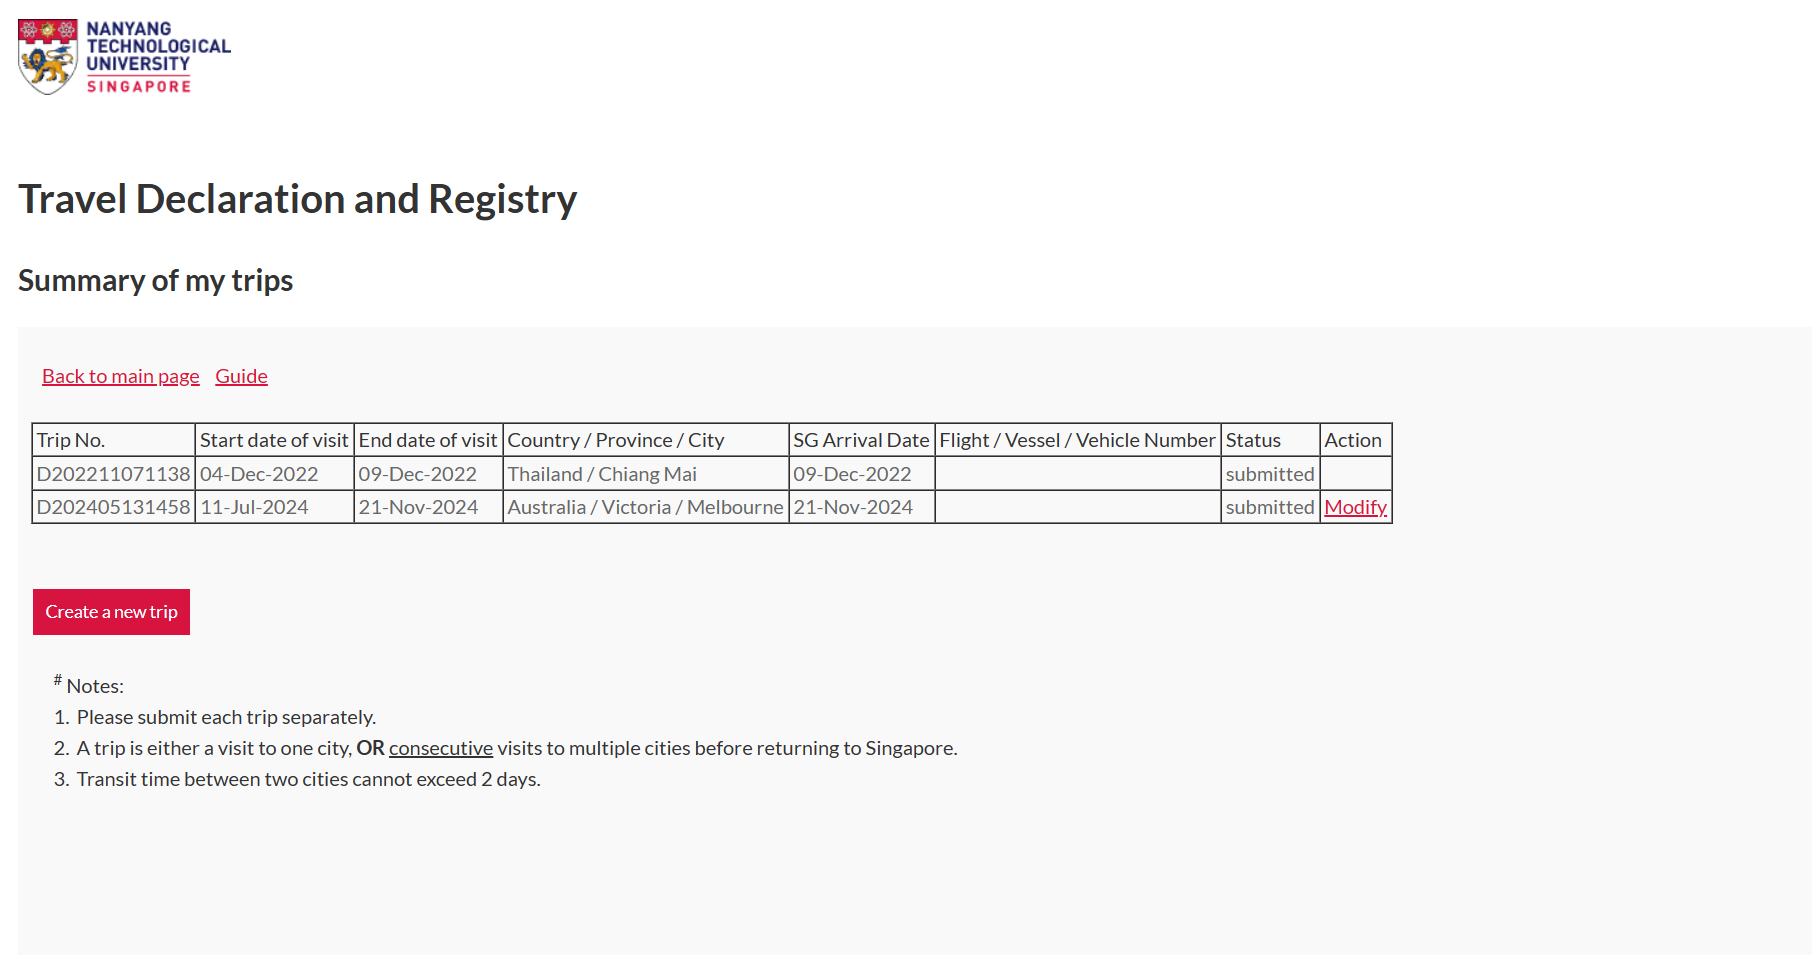 NANYANG
TECHNOLOGICAL
UNIVERSITY
SINGAPORE
Travel Declaration and Registry
Summary of my trips
Back to main page Guide
Trip No. Start date of visit End date of visit Country / Province / City SG Arrival Date Flight / Vessel / Vehicle Number Status Action
D202211071138 04-Dec-2022 09-Dec-2022 Thailand / Chiang Mai 09-Dec-2022 submitted
D202405131458 11-Jul-2024 21-Nov-2024 Australia / Victoria / Melbourne 21-Nov-2024 submitted Modify
Create a new trip
# Notes:
1. Please submit each trip separately.
2. A trip is either a visit to one city, OR consecutive visits to multiple cities before returning to Singapore.
3. Transit time between two cities cannot exceed 2 days.